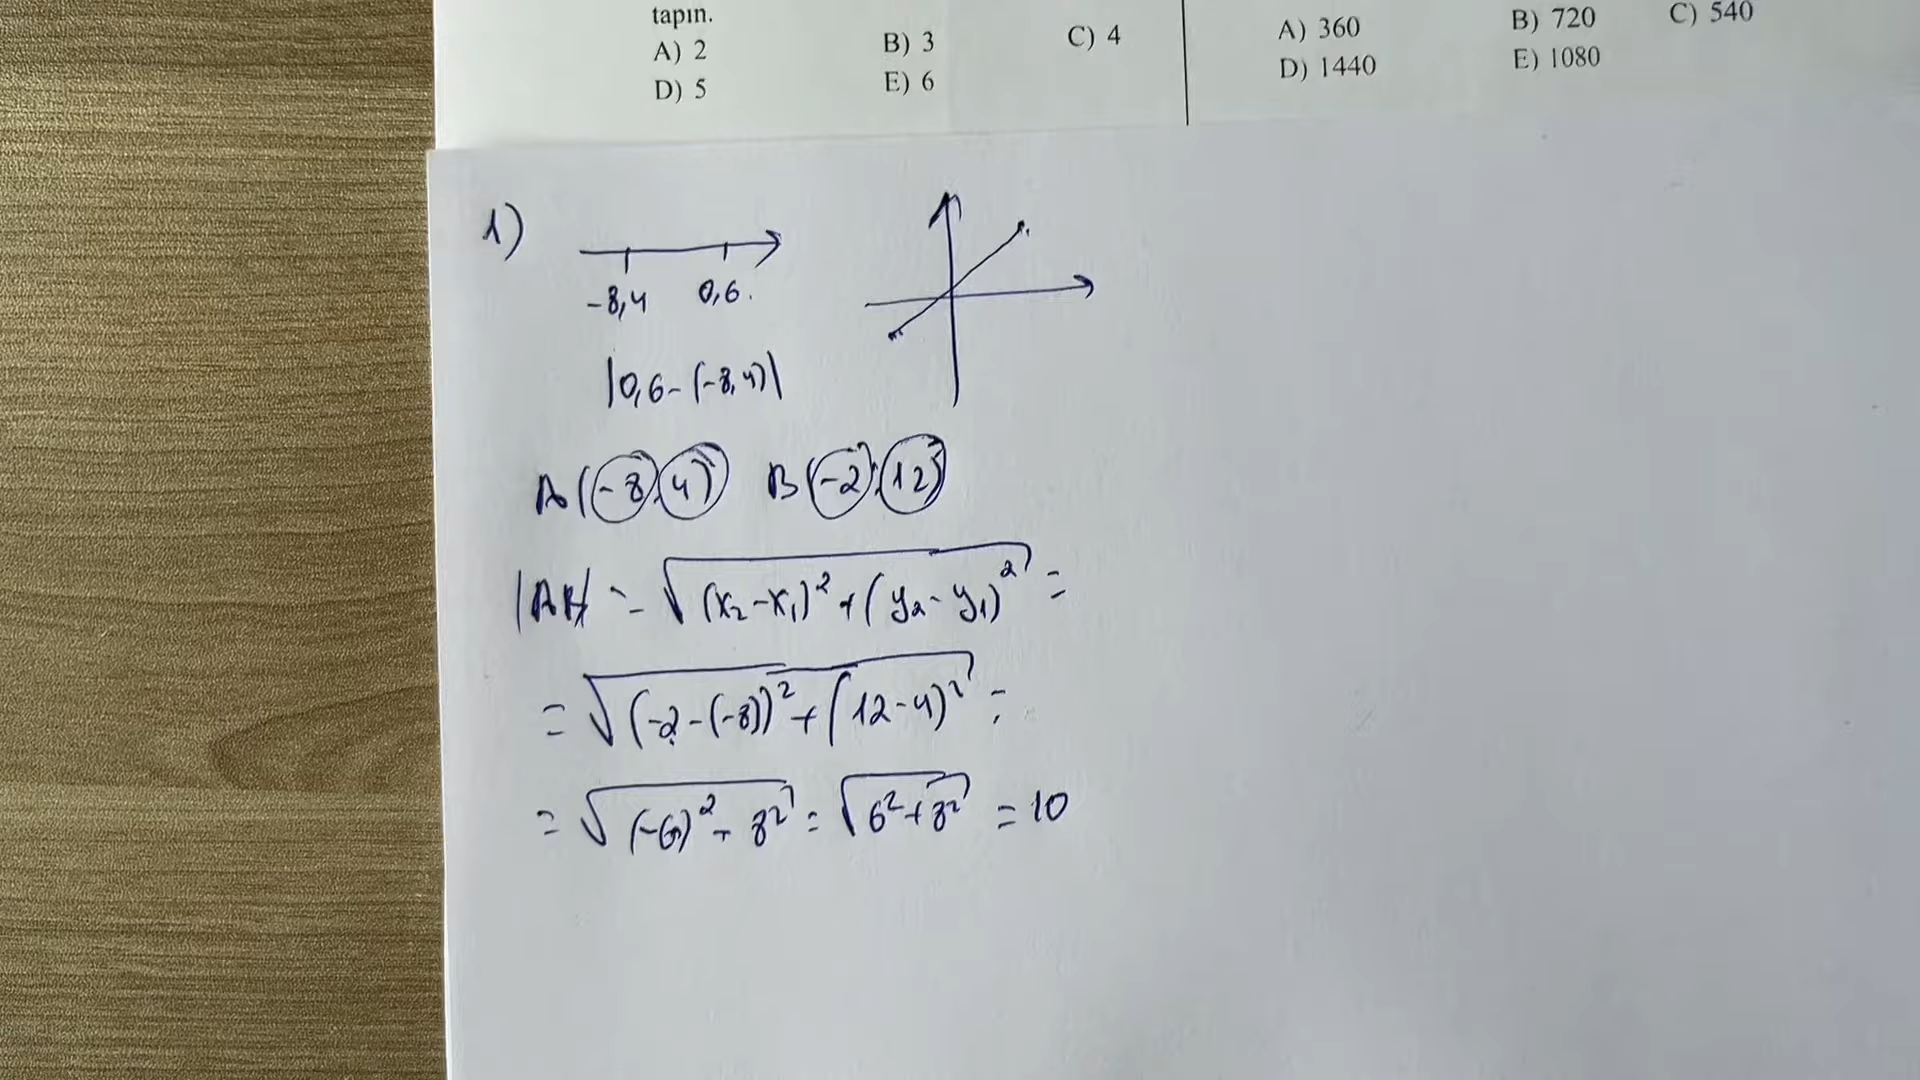 tapın.
A) 2 B) 3 C) 4
D) 5 E) 6
A) 360 B) 720 C) 540
D) 1440 E) 1080
1)
-8,4 0,6.
|0,6-(-8,4)|
A(-8;4) B(-2;12)
|AB| = √((x₂-x₁)²+(y₂-y₁)²) =
= √((-2-(-8))²+(12-4)²) =
= √((-6)²+8²) = √(6²+8²) = 10